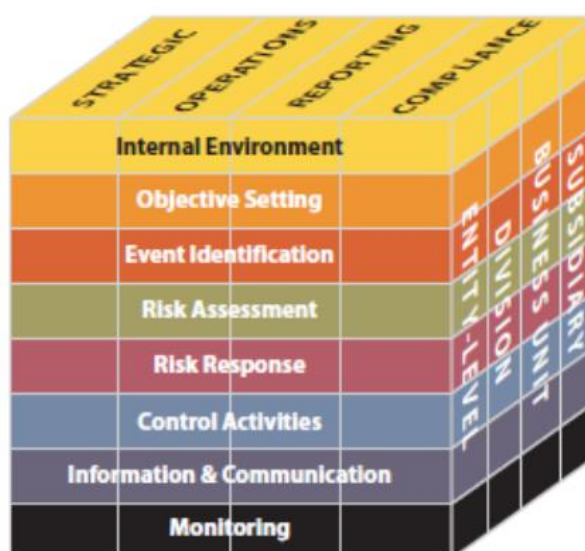 STRATEGIC
OPERATIONS
REPORTING
COMPLIANCE
Internal Environment
Objective Setting
Event Identification
Risk Assessment
Risk Response
Control Activities
Information & Communication
Monitoring
ENTITY-LEVEL
DIVISION
BUSINESS UNIT
SUBSIDIARY